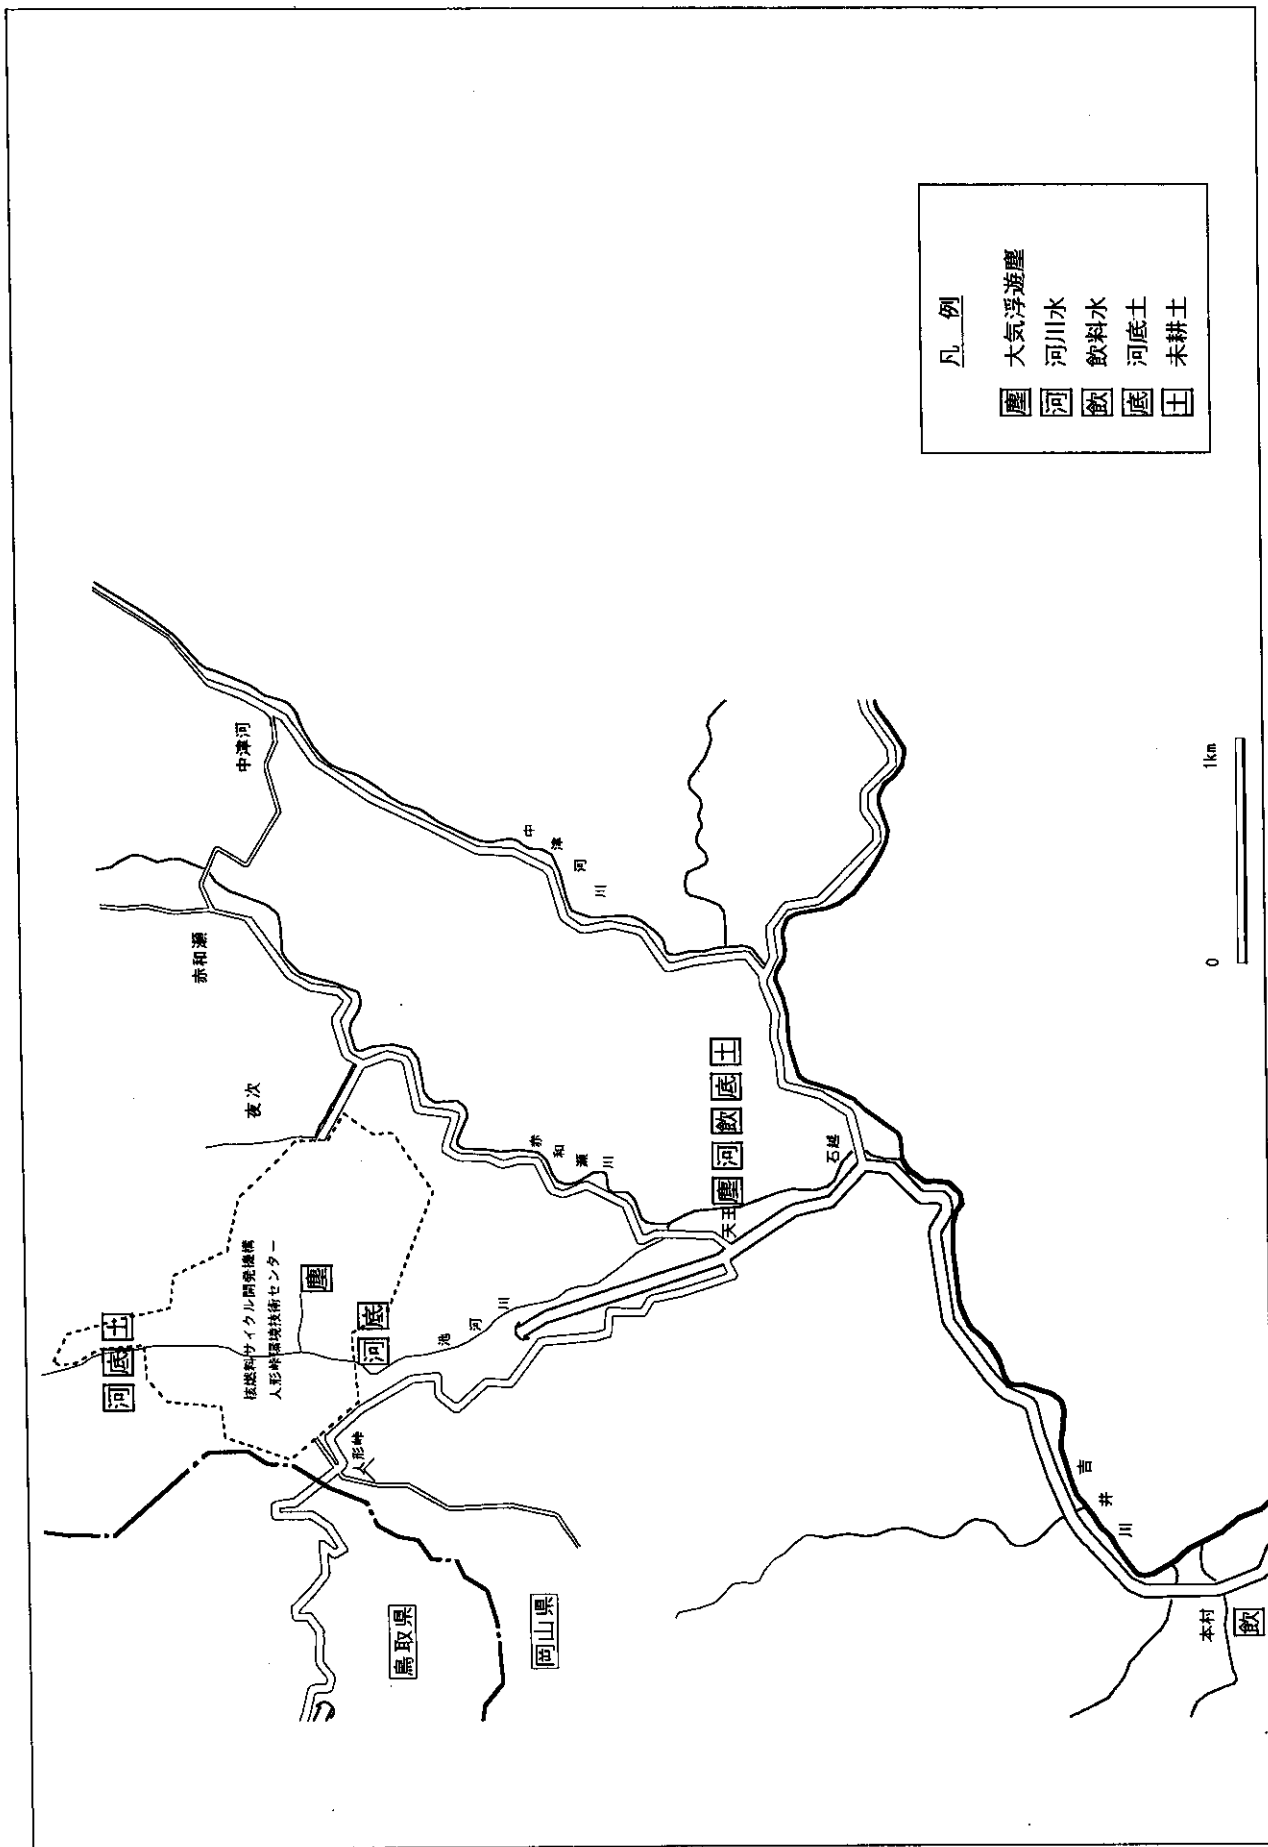 鳥取県
岡山県
人形峠
核燃料サイクル開発機構
人形峠環境技術センター
河底土
塵
河底
池河川
夜次
赤和瀬
中津河
赤和瀬川
中津河川
天王
塵河飲底土
石越
吉井川
本村
飲
0
1km
凡 例
塵 大気浮遊塵
河 河川水
飲 飲料水
底 河底土
土 未耕土